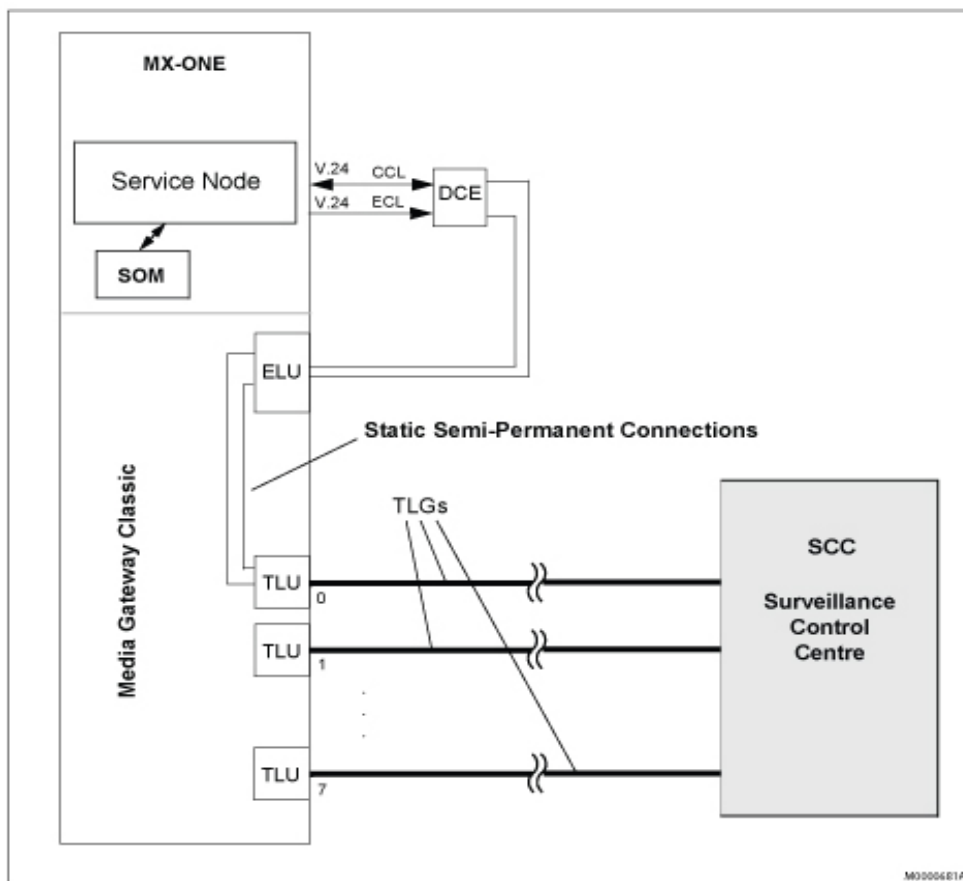 MX-ONE
Service Node
SOM
V.24 CCL
V.24 ECL
DCE
ELU
Static Semi-Permanent Connections
Media Gateway Classic
TLGs
TLU
0
TLU
1
.
.
.
TLU
7
SCC
Surveillance
Control
Centre
M0000681A